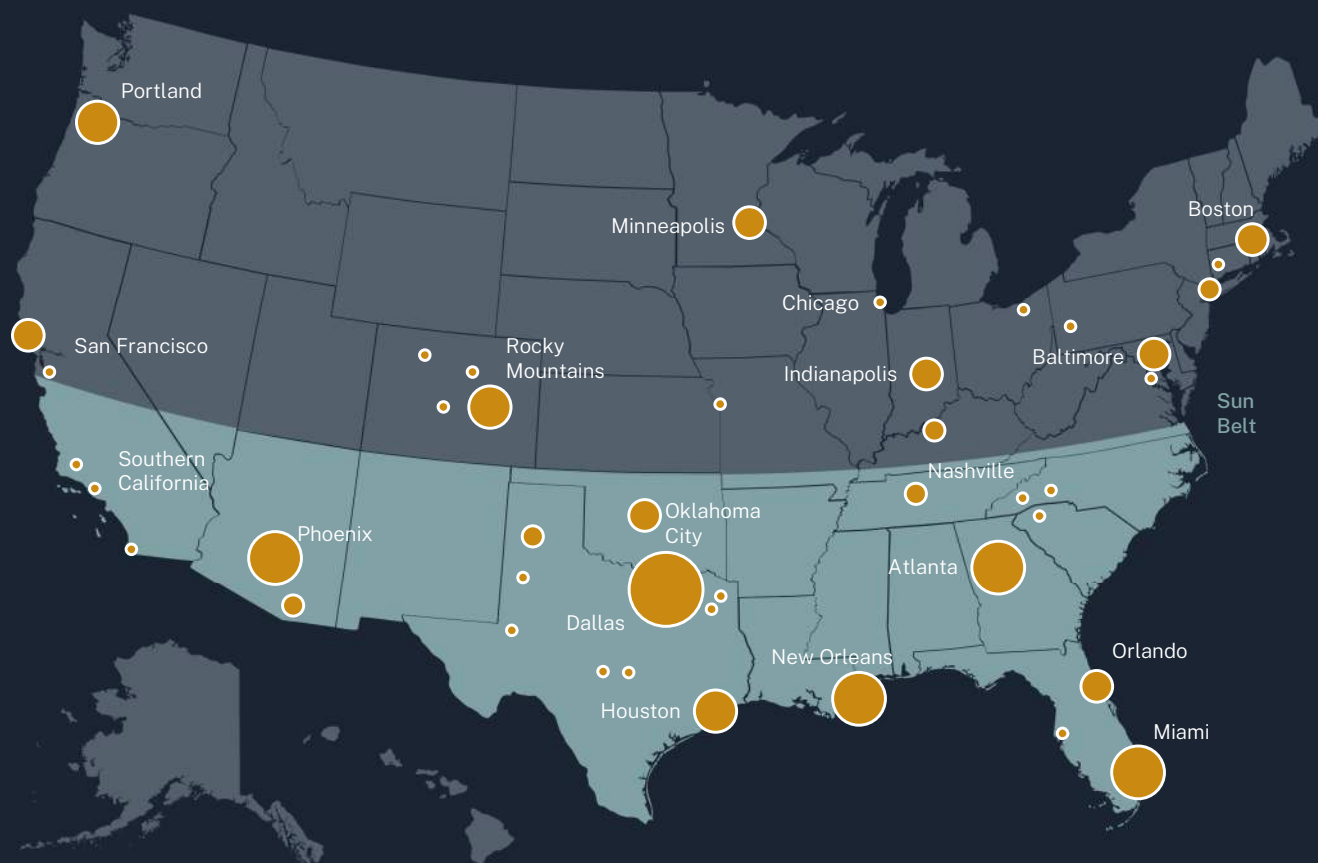 Portland
Boston
Minneapolis
Chicago
San Francisco
Rocky
Mountains
Baltimore
Indianapolis
Sun
Belt
Southern
California
Nashville
Oklahoma
City
Phoenix
Atlanta
Dallas
Orlando
New Orleans
Houston
Miami